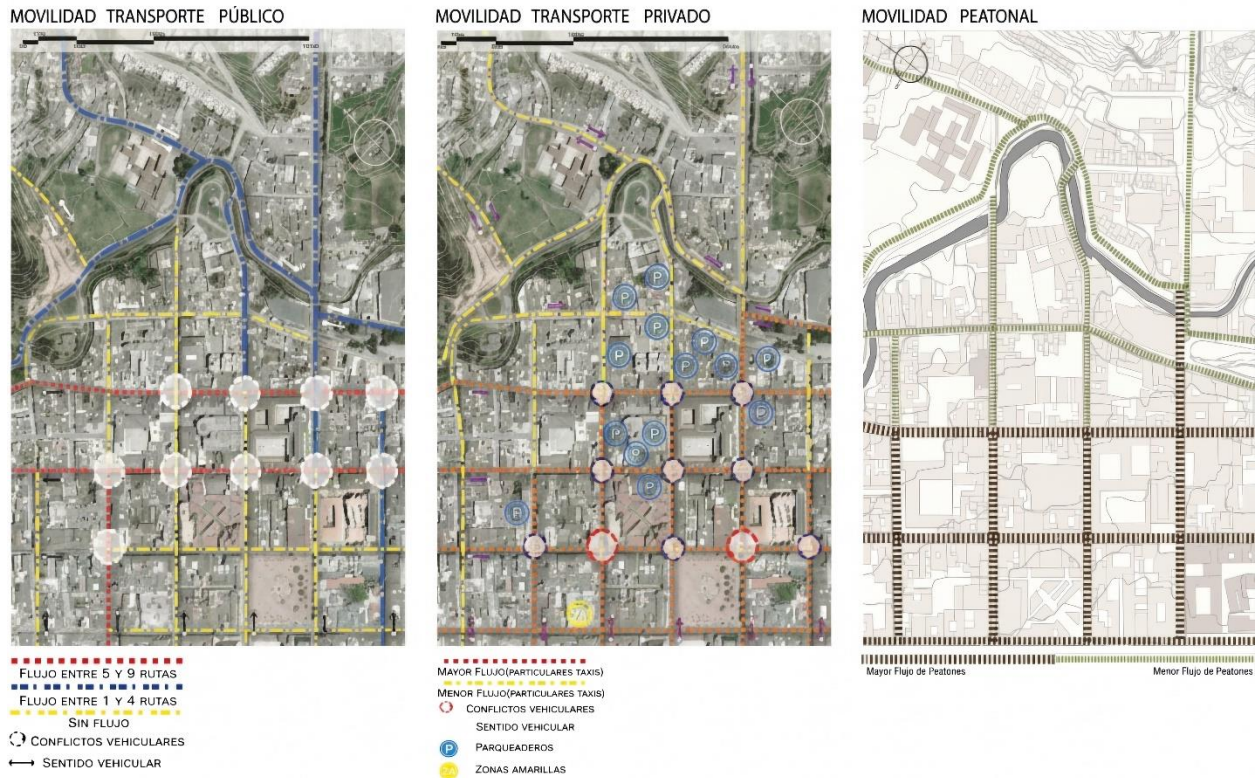 MOVILIDAD TRANSPORTE PÚBLICO
FLUJO ENTRE 5 Y 9 RUTAS
FLUJO ENTRE 1 Y 4 RUTAS
SIN FLUJO
CONFLICTOS VEHICULARES
SENTIDO VEHICULAR
MOVILIDAD TRANSPORTE PRIVADO
P
P
P
P
P
P
P
P
P
P
P
P
P
P
ZA
MAYOR FLUJO(PARTICULARES TAXIS)
MENOR FLUJO(PARTICULARES TAXIS)
CONFLICTOS VEHICULARES
SENTIDO VEHICULAR
P PARQUEADEROS
ZA ZONAS AMARILLAS
MOVILIDAD PEATONAL
Mayor Flujo de Peatones
Menor Flujo de Peatones